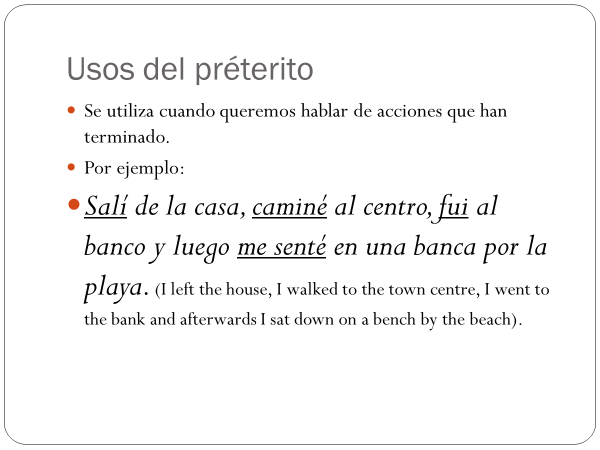 Usos del préterito
Se utiliza cuando queremos hablar de acciones que han
terminado.
Por ejemplo:
Salí de la casa, caminé al centro, fui al
banco y luego me senté en una banca por la
playa. (I left the house, I walked to the town centre, I went to
the bank and afterwards I sat down on a bench by the beach).